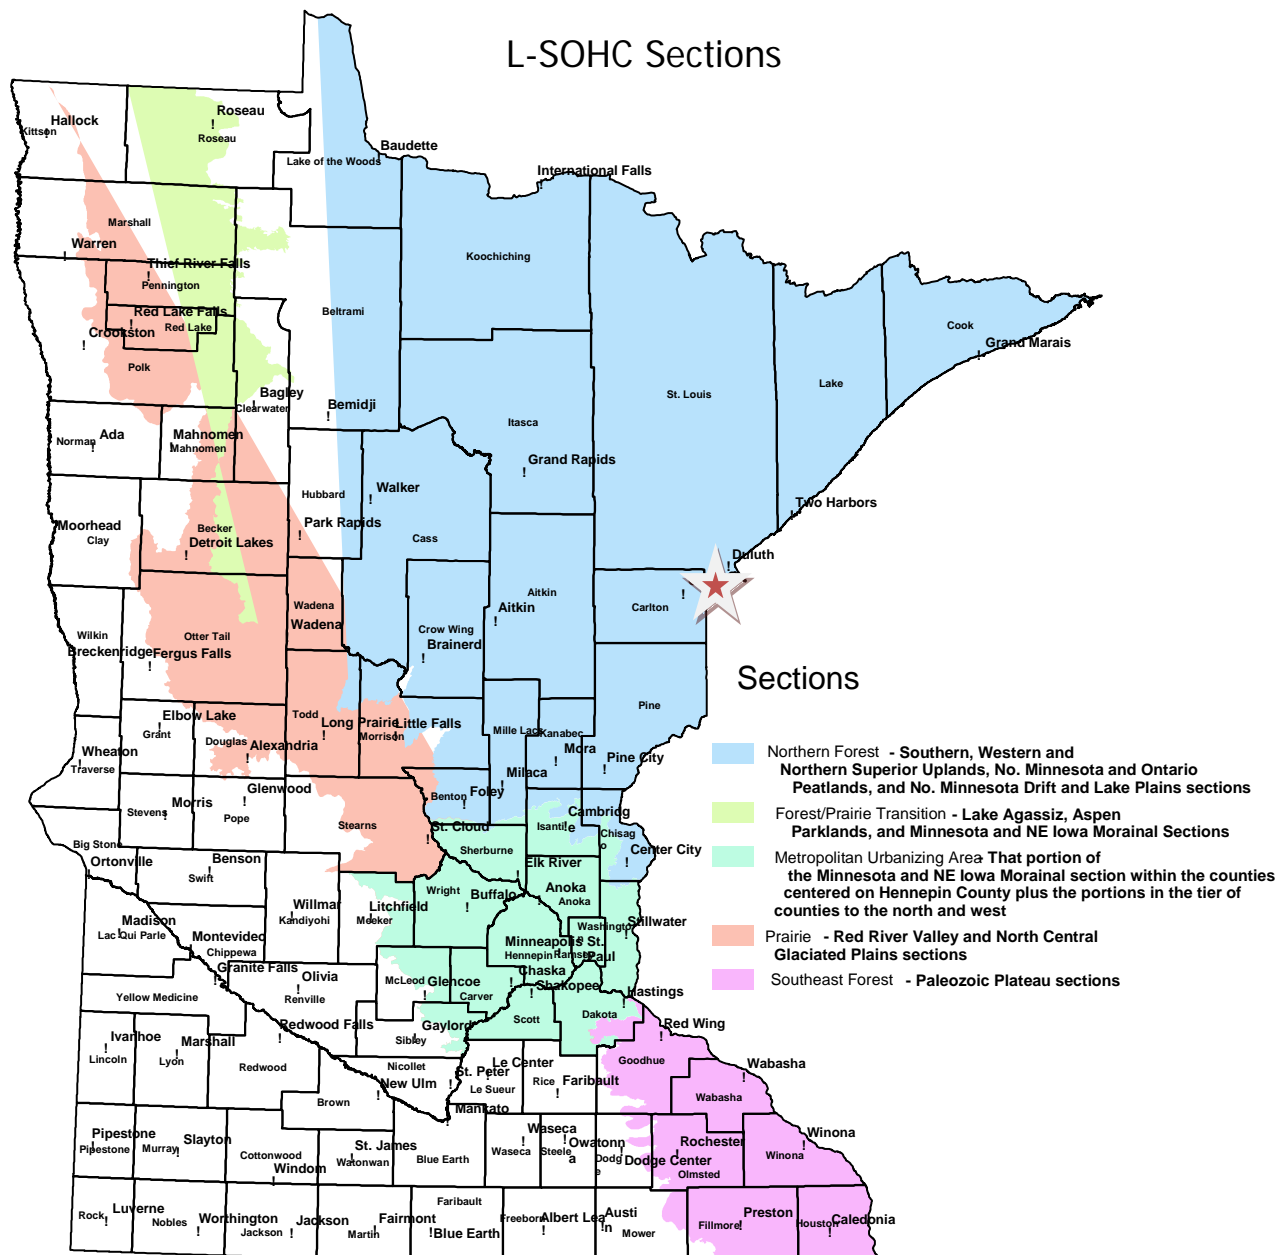 L-SOHC Sections
Hallock
Kittson
Roseau
Roseau
Lake of the Woods
Baudette
International Falls
Marshall
Warren
Thief River Falls
Pennington
Koochiching
Red Lake Falls
Red Lake
Crookston
Beltrami
Cook
Grand Marais
Polk
Lake
St. Louis
Bagley
Clearwater
Bemidji
Itasca
Norman
Ada
Mahnomen
Mahnomen
Grand Rapids
Hubbard
Walker
Two Harbors
Moorhead
Clay
Becker
Detroit Lakes
Park Rapids
Cass
Duluth
Wadena
Wadena
Aitkin
Aitkin
Carlton
Wilkin
Otter Tail
Crow Wing
Brainerd
Breckenridge
Fergus Falls
Sections
Pine
Elbow Lake
Grant
Todd
Long Prairie
Little Falls
Morrison
Mille Lacs
Kanabec
Douglas
Alexandria
Mora
Pine City
Wheaton
Traverse
Northern Forest - Southern, Western and
Northern Superior Uplands, No. Minnesota and Ontario
Peatlands, and No. Minnesota Drift and Lake Plains sections
Milaca
Glenwood
Morris
Stevens
Pope
Benton
Foley
Cambridg
e
Isanti
Forest/Prairie Transition - Lake Agassiz, Aspen
Parklands, and Minnesota and NE Iowa Morainal Sections
Stearns
St. Cloud
Chisag
o
Big Stone
Sherburne
Center City
Ortonville
Benson
Swift
Elk River
Metropolitan Urbanizing Area - That portion of
the Minnesota and NE Iowa Morainal section within the counties
centered on Hennepin County plus the portions in the tier of
counties to the north and west
Wright
Buffalo
Anoka
Anoka
Willmar
Kandiyohi
Litchfield
Meeker
Madison
Lac Qui Parle
Stillwater
Washington
Montevideo
Chippewa
Minneapolis
St.
Paul
Hennepin
Ramsey
Prairie - Red River Valley and North Central
Glaciated Plains sections
Granite Falls
Olivia
Renville
McLeod
Glencoe
Chaska
Carver
Shakopee
Southeast Forest - Paleozoic Plateau sections
Yellow Medicine
Hastings
Scott
Dakota
Redwood Falls
Gaylord
Sibley
Red Wing
Ivanhoe
Lincoln
Marshall
Lyon
Redwood
Nicollet
New Ulm
St. Peter
Le Center
Le Sueur
Rice
Faribault
Goodhue
Wabasha
Wabasha
Brown
Mankato
Pipestone
Pipestone
Slayton
Murray
Cottonwood
Windom
St. James
Watonwan
Blue Earth
Waseca
Waseca
Steele
Owatonn
a
Dodg
e
Dodge Center
Rochester
Olmsted
Winona
Winona
Rock
Luverne
Nobles
Worthington
Jackson
Jackson
Martin
Fairmont
Faribault
Blue Earth
Freeborn
Albert Lea
Austi
n
Mower
Fillmore
Preston
Houston
Caledonia